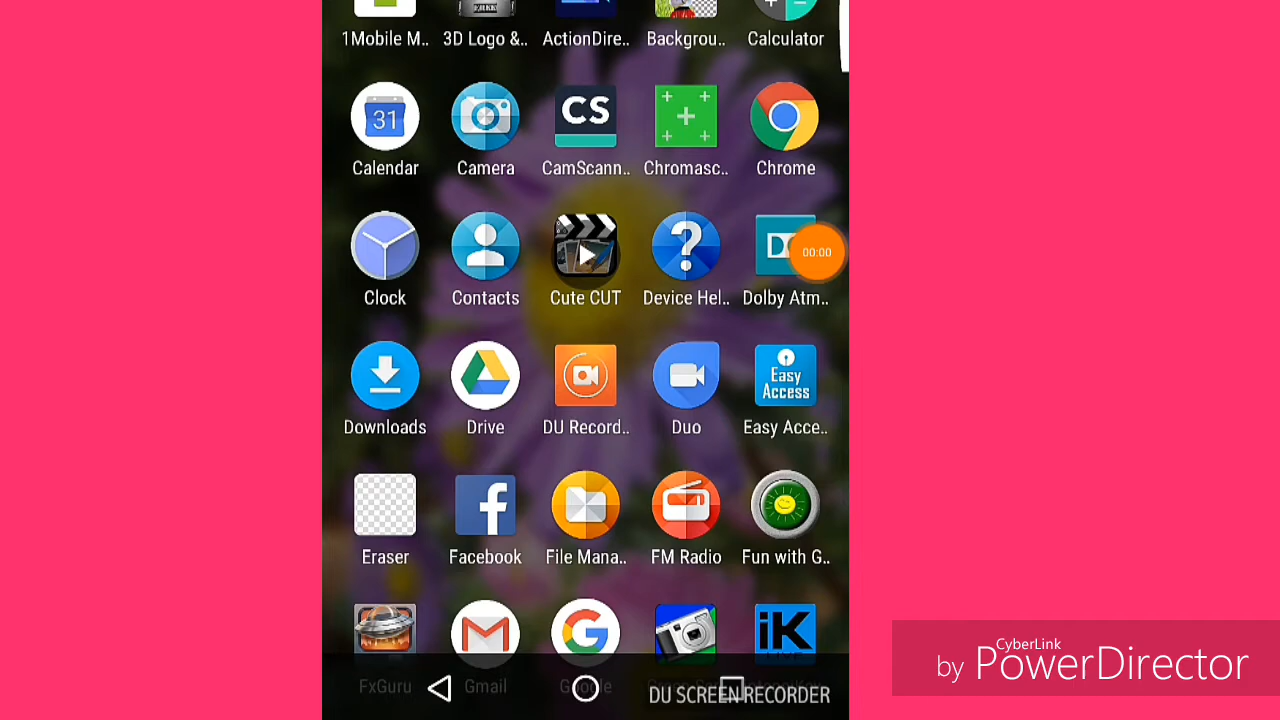 1Mobile M.. 3D Logo &.. ActionDire.. Backgrou.. Calculator
31 CS
Calendar Camera CamScann.. Chromasc.. Chrome
00:00
Clock Contacts Cute CUT Device Hel.. Dolby Atm..
Easy
Access
Downloads Drive DU Record.. Duo Easy Acce..
Eraser Facebook File Mana.. FM Radio Fun with G..
iK
FxGuru Gmail Google
DU SCREEN RECORDER
CyberLink
by PowerDirector